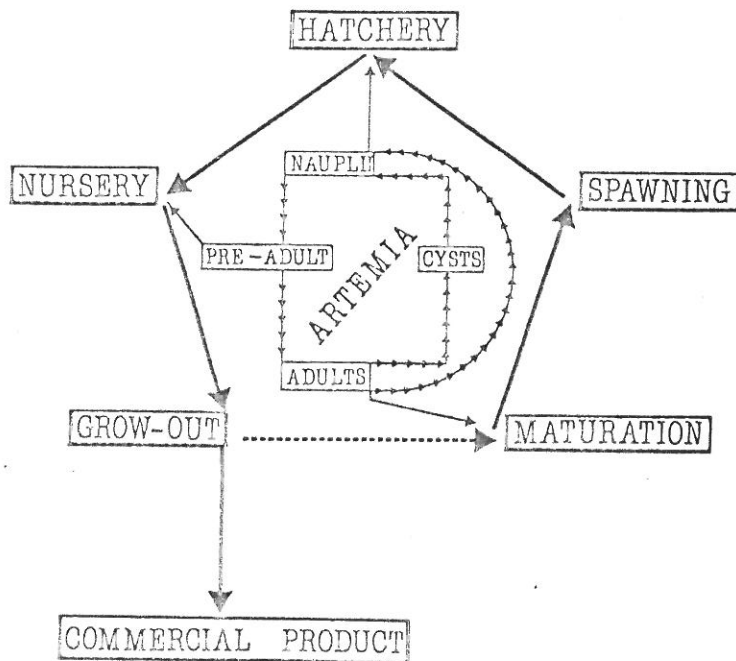 HATCHERY
NAUPLII
NURSERY
SPAWNING
PRE-ADULT
CYSTS
ARTEMIA
ADULTS
GROW-OUT
MATURATION
COMMERCIAL PRODUCT